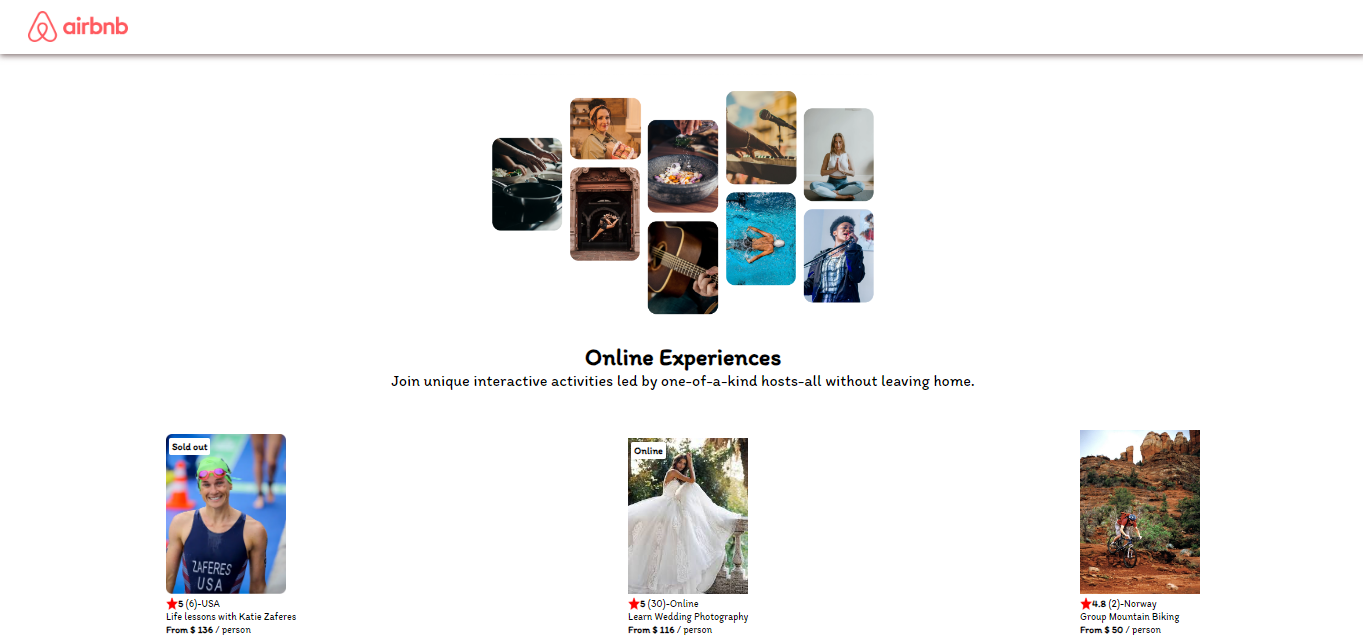 airbnb
Online Experiences
Join unique interactive activities led by one-of-a-kind hosts-all without leaving home.
Sold out
ZAFERES
USA
5 (6)-USA
Life lessons with Katie Zaferes
From $ 136 / person
Online
5 (30)-Online
Learn Wedding Photography
From $ 116 / person
4.8 (2)-Norway
Group Mountain Biking
From $ 50 / person